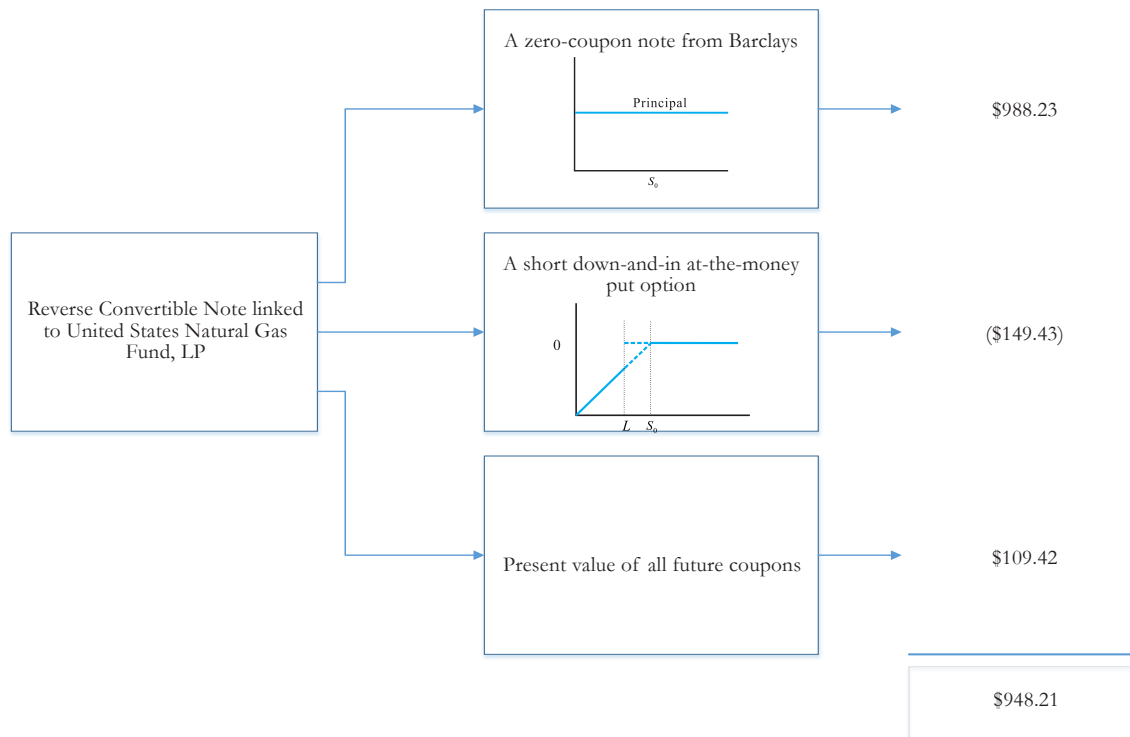 A zero-coupon note from Barclays
Principal
S₀
$988.23
Reverse Convertible Note linked
to United States Natural Gas
Fund, LP
A short down-and-in at-the-money
put option
0
L S₀
($149.43)
Present value of all future coupons
$109.42
$948.21